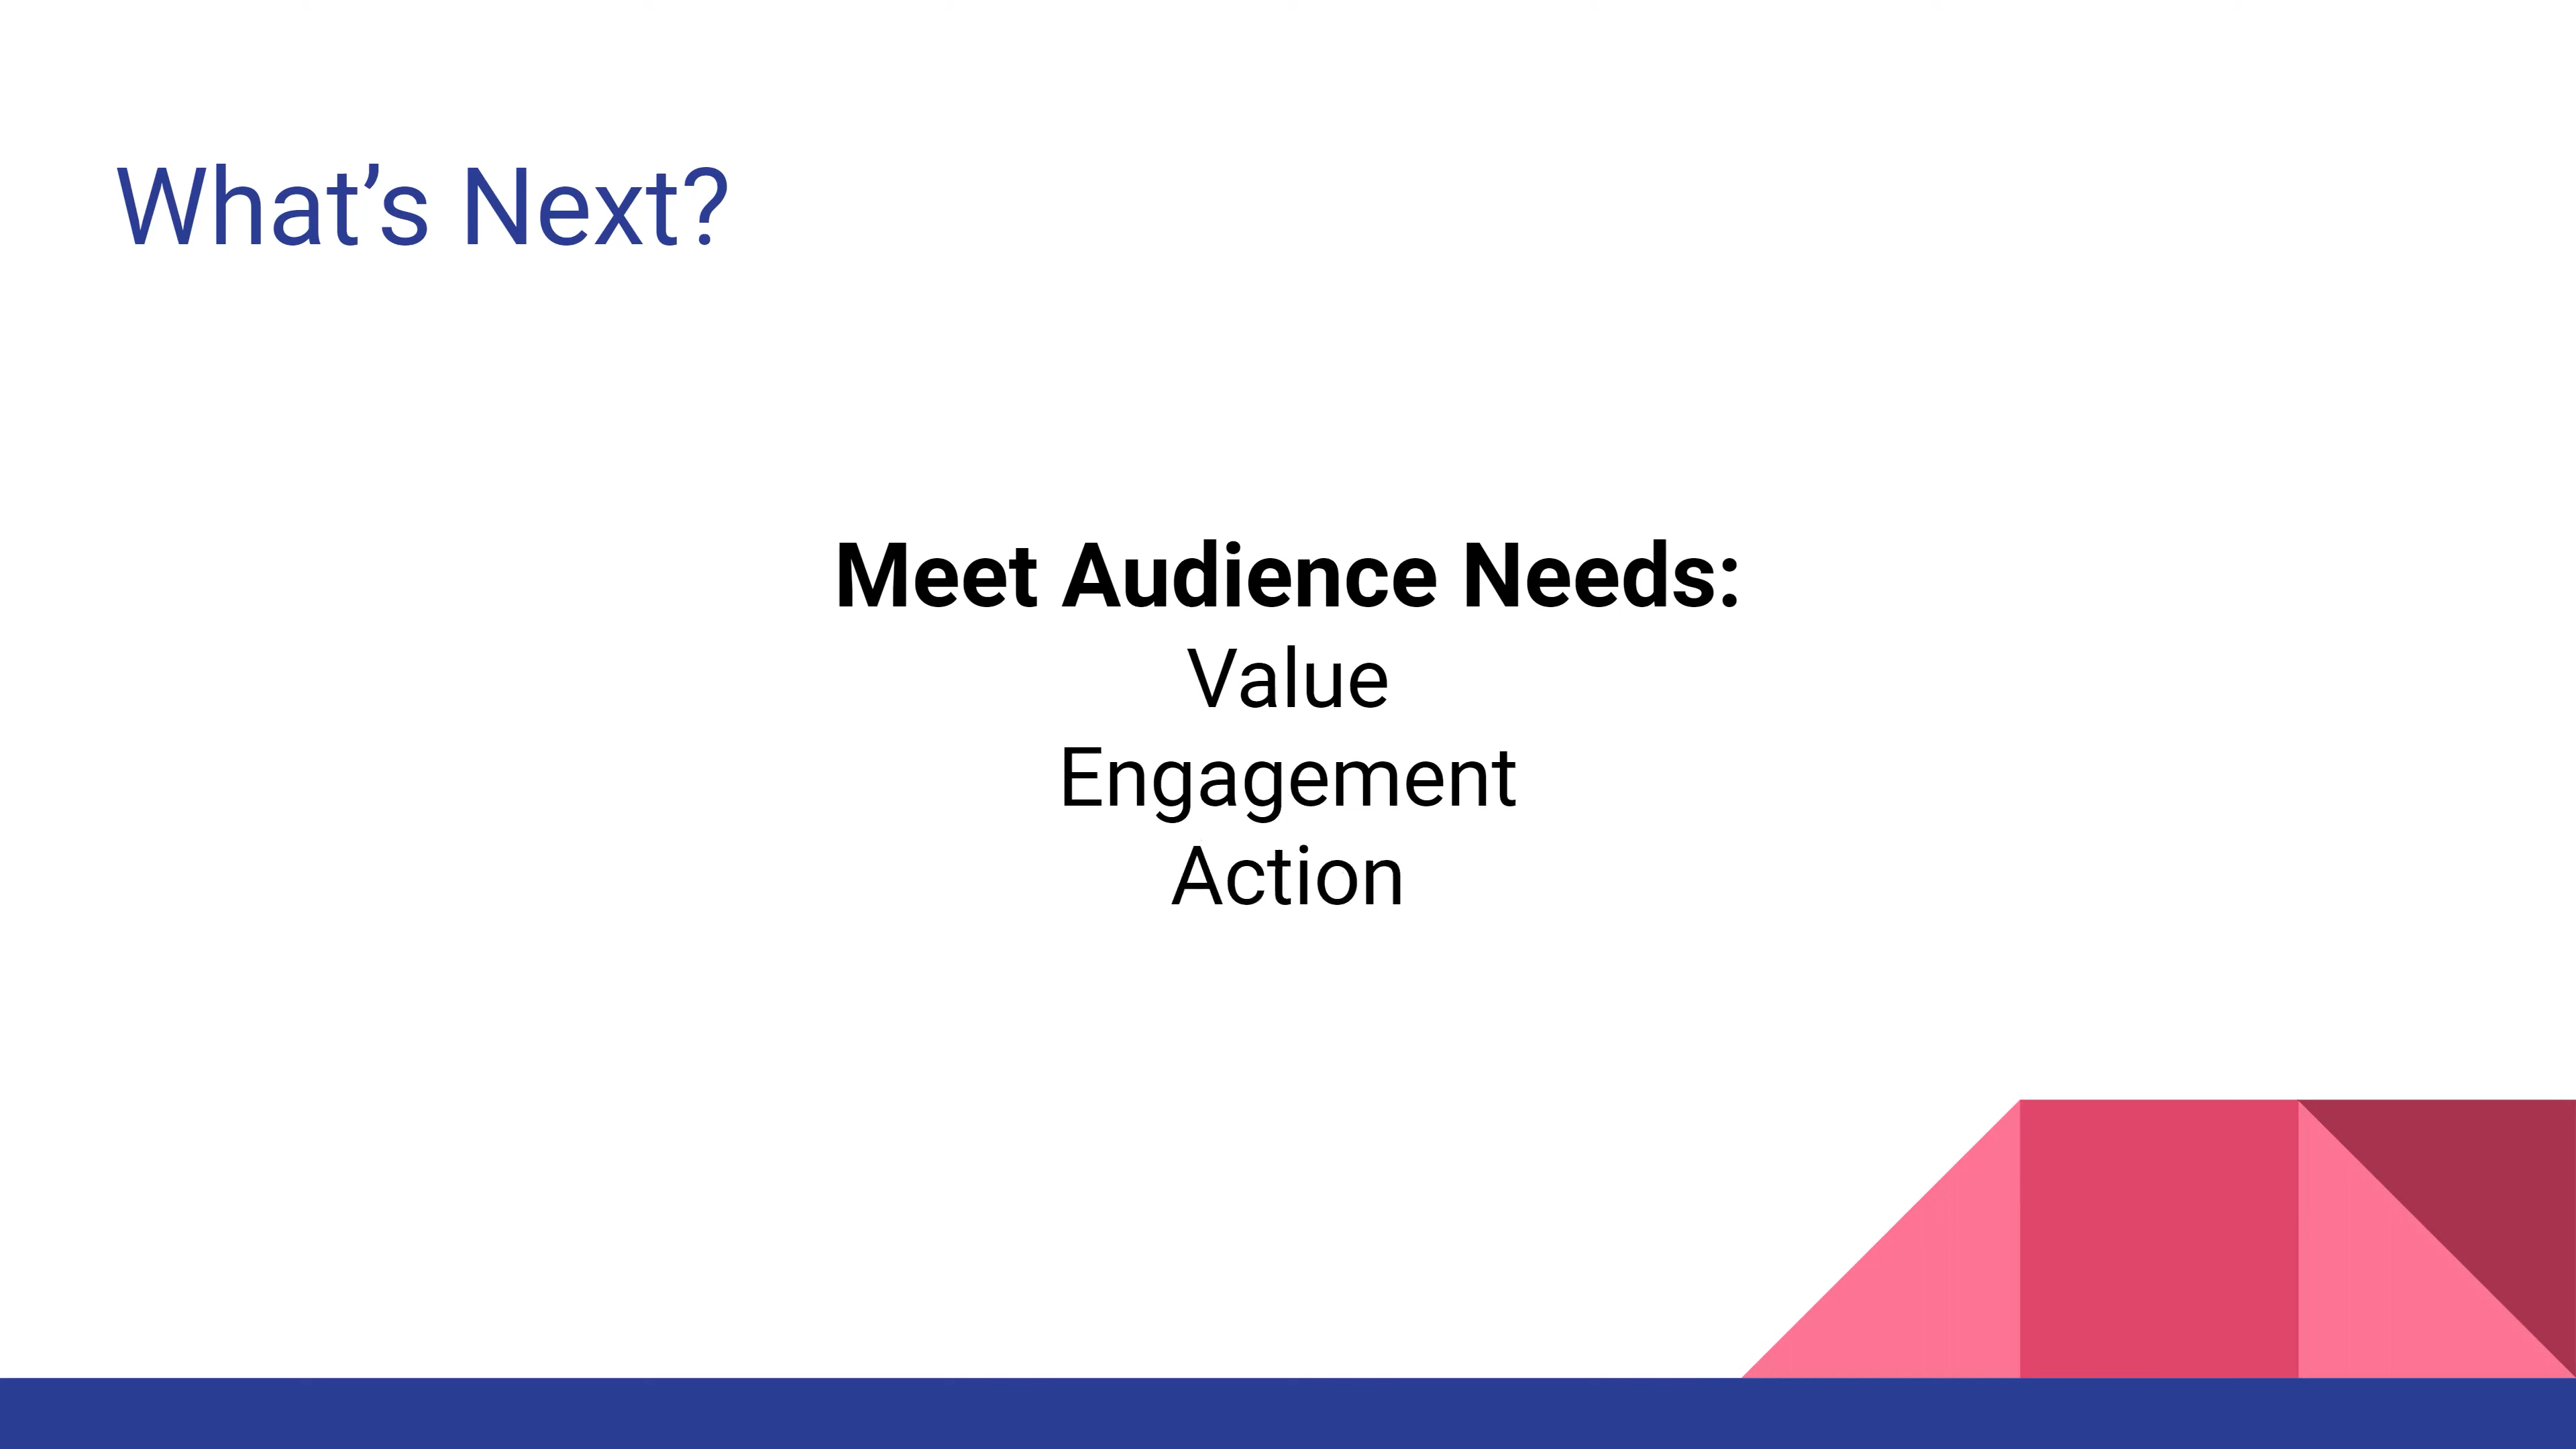 What’s Next?
Meet Audience Needs:
Value
Engagement
Action